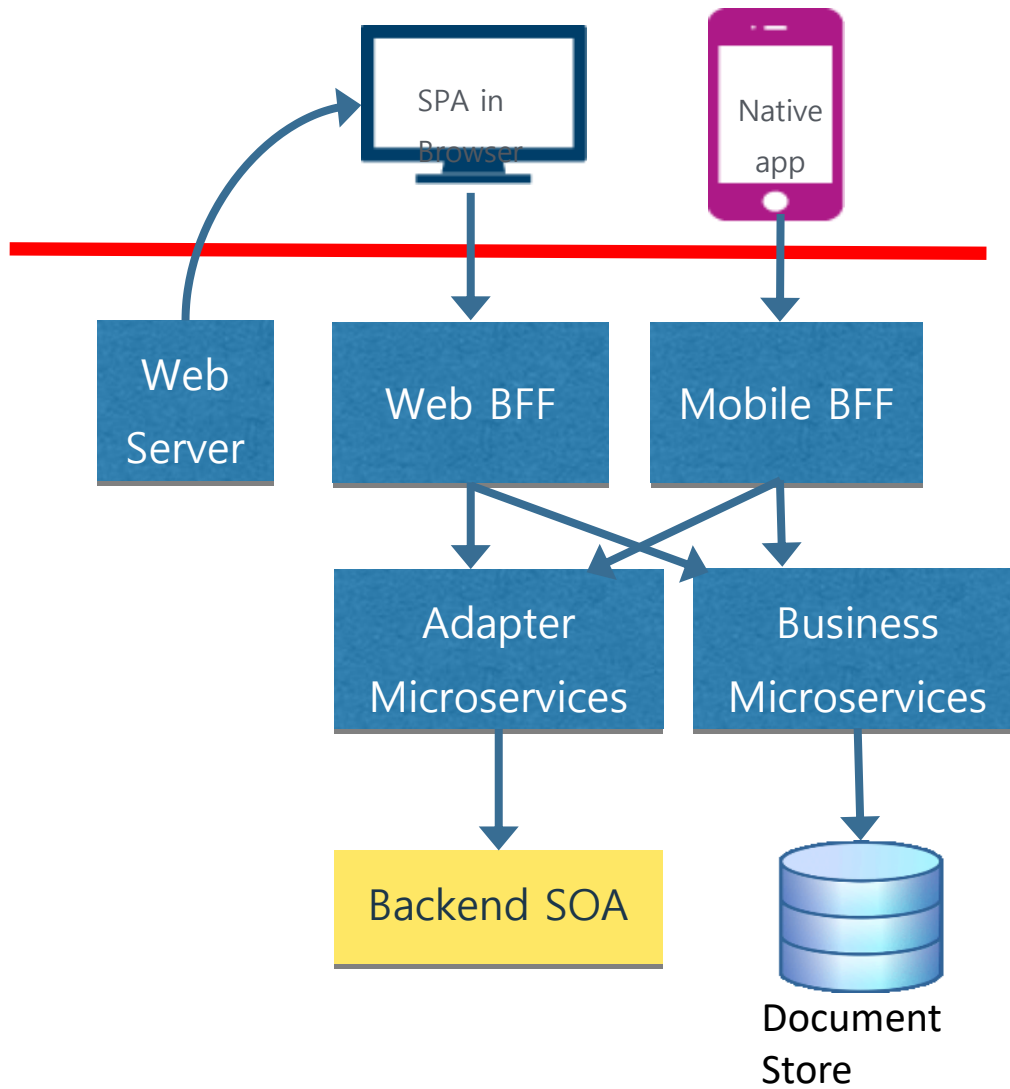 SPA in
Browser
Native
app
Web
Server
Web BFF
Mobile BFF
Adapter
Microservices
Business
Microservices
Backend SOA
Document
Store